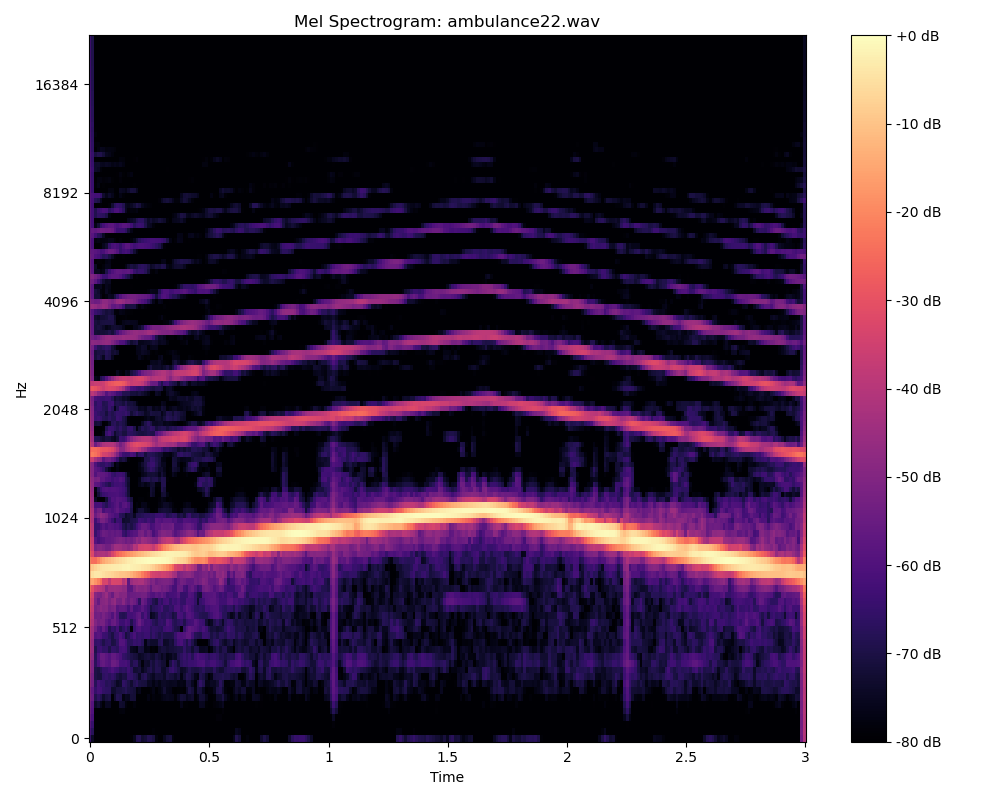 Mel Spectrogram: ambulance22.wav
Hz
16384
8192
4096
2048
1024
512
0
0 0.5 1 1.5 2 2.5 3
Time
+0 dB
-10 dB
-20 dB
-30 dB
-40 dB
-50 dB
-60 dB
-70 dB
-80 dB